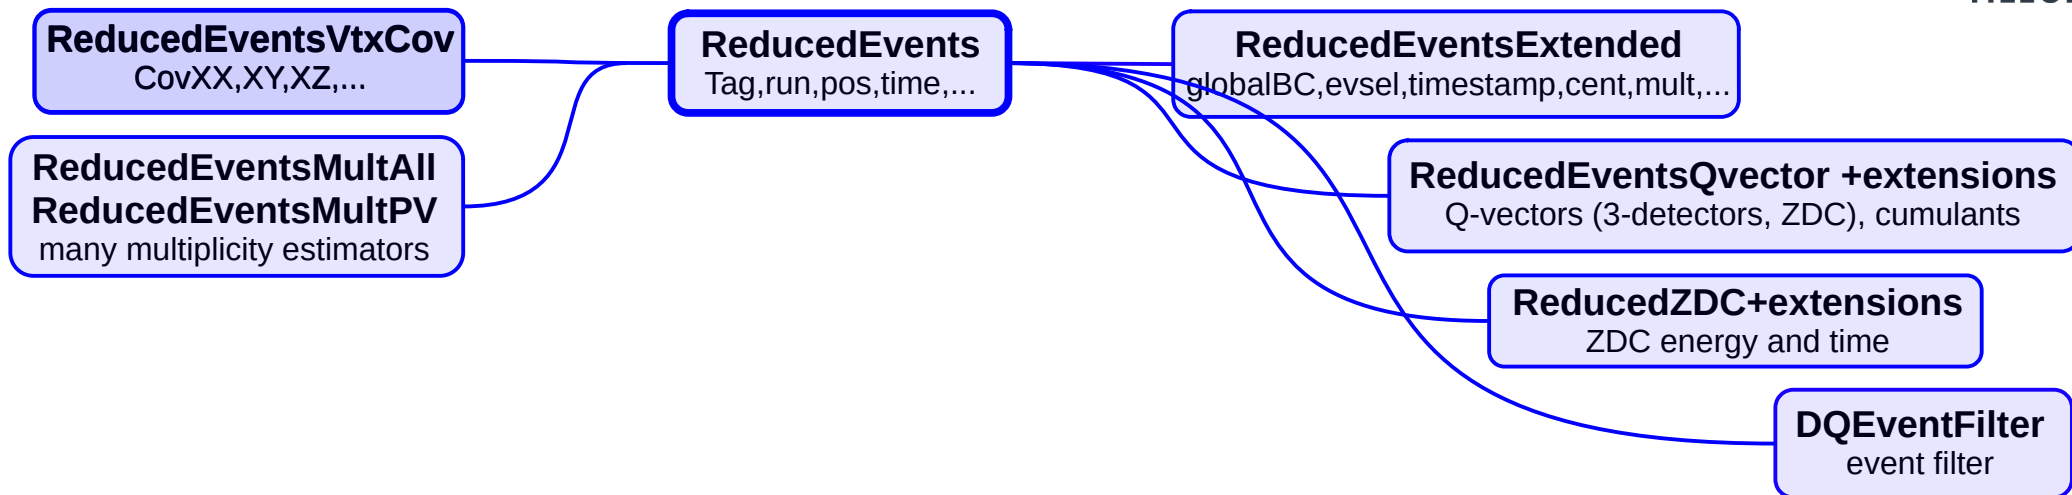 ReducedEventsVtxCov
CovXX,XY,XZ,...
ReducedEventsMultAll
ReducedEventsMultPV
many multiplicity estimators
ReducedEvents
Tag,run,pos,time,...
ReducedEventsExtended
globalBC,evsel,timestamp,cent,mult,...
ReducedEventsQvector +extensions
Q-vectors (3-detectors, ZDC), cumulants
ReducedZDC+extensions
ZDC energy and time
DQEventFilter
event filter